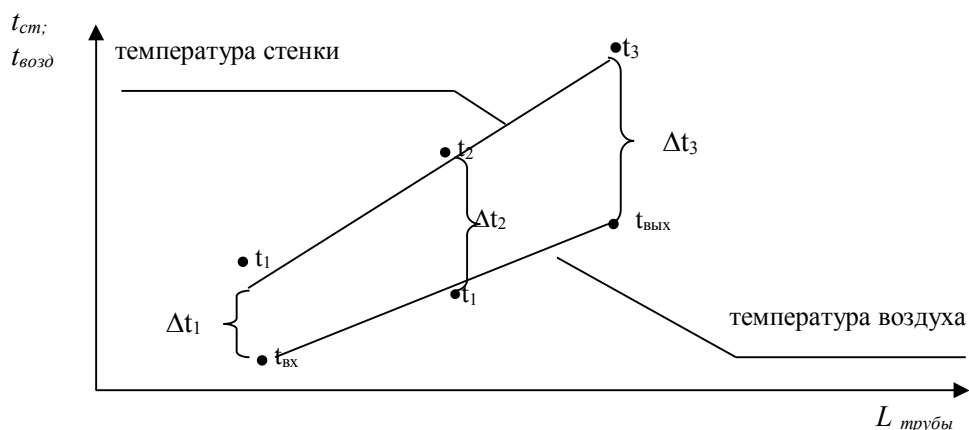 t_ст;
t_возд
температура стенки
t₃
t₂
Δt₃
Δt₂
t_вых
t₁
t₁
Δt₁
температура воздуха
t_вх
L трубы